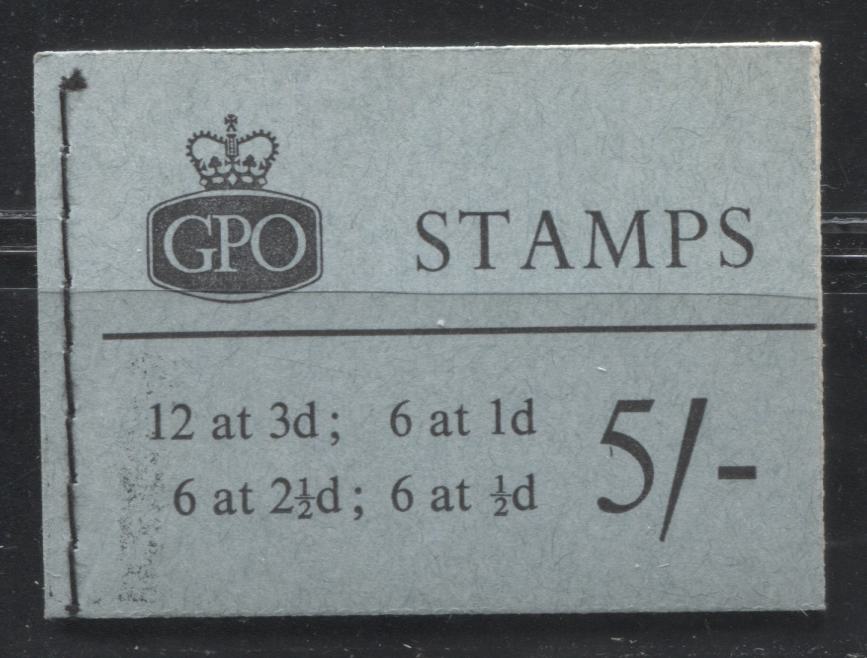 GPO STAMPS
12 at 3d; 6 at 1d
6 at 2½d; 6 at ½d
5/-